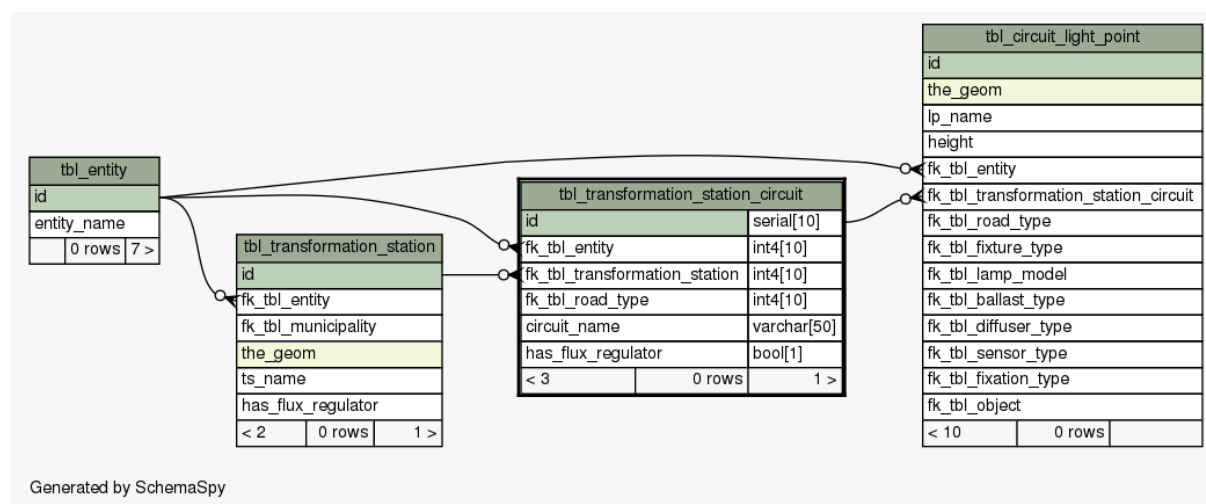 tbl_entity
id
entity_name
0 rows 7 >
tbl_transformation_station
id
fk_tbl_entity
fk_tbl_municipality
the_geom
ts_name
has_flux_regulator
< 2 0 rows 1 >
tbl_transformation_station_circuit
id serial[10]
fk_tbl_entity int4[10]
fk_tbl_transformation_station int4[10]
fk_tbl_road_type int4[10]
circuit_name varchar[50]
has_flux_regulator bool[1]
< 3 0 rows 1 >
tbl_circuit_light_point
id
the_geom
lp_name
height
fk_tbl_entity
fk_tbl_transformation_station_circuit
fk_tbl_road_type
fk_tbl_fixture_type
fk_tbl_lamp_model
fk_tbl_ballast_type
fk_tbl_diffuser_type
fk_tbl_sensor_type
fk_tbl_fixation_type
fk_tbl_object
< 10 0 rows
Generated by SchemaSpy